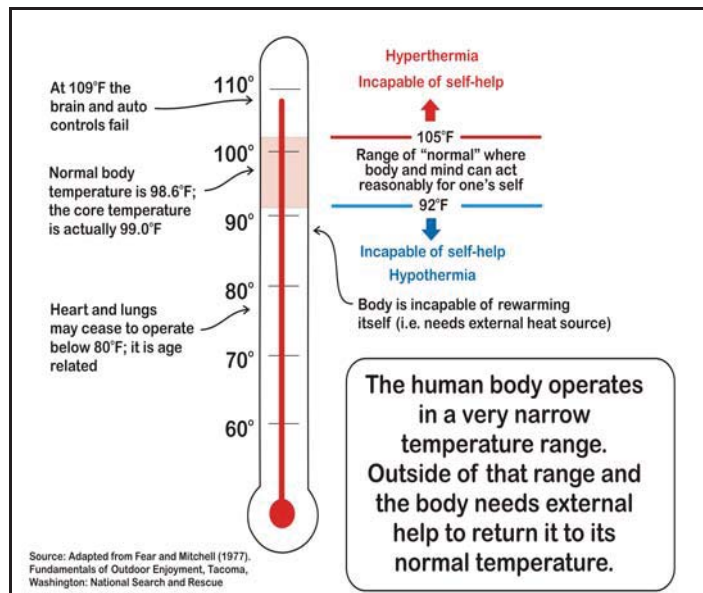 At 109°F the
brain and auto
controls fail
Normal body
temperature is 98.6°F;
the core temperature
is actually 99.0°F
Heart and lungs
may cease to operate
below 80°F; it is age
related
110°
100°
90°
80°
70°
60°
Hyperthermia
Incapable of self-help
105°F
Range of “normal” where
body and mind can act
reasonably for one's self
92°F
Incapable of self-help
Hypothermia
Body is incapable of rewarming
itself (i.e. needs external heat source)
The human body operates
in a very narrow
temperature range.
Outside of that range and
the body needs external
help to return it to its
normal temperature.
Source: Adapted from Fear and Mitchell (1977).
Fundamentals of Outdoor Enjoyment, Tacoma,
Washington: National Search and Rescue